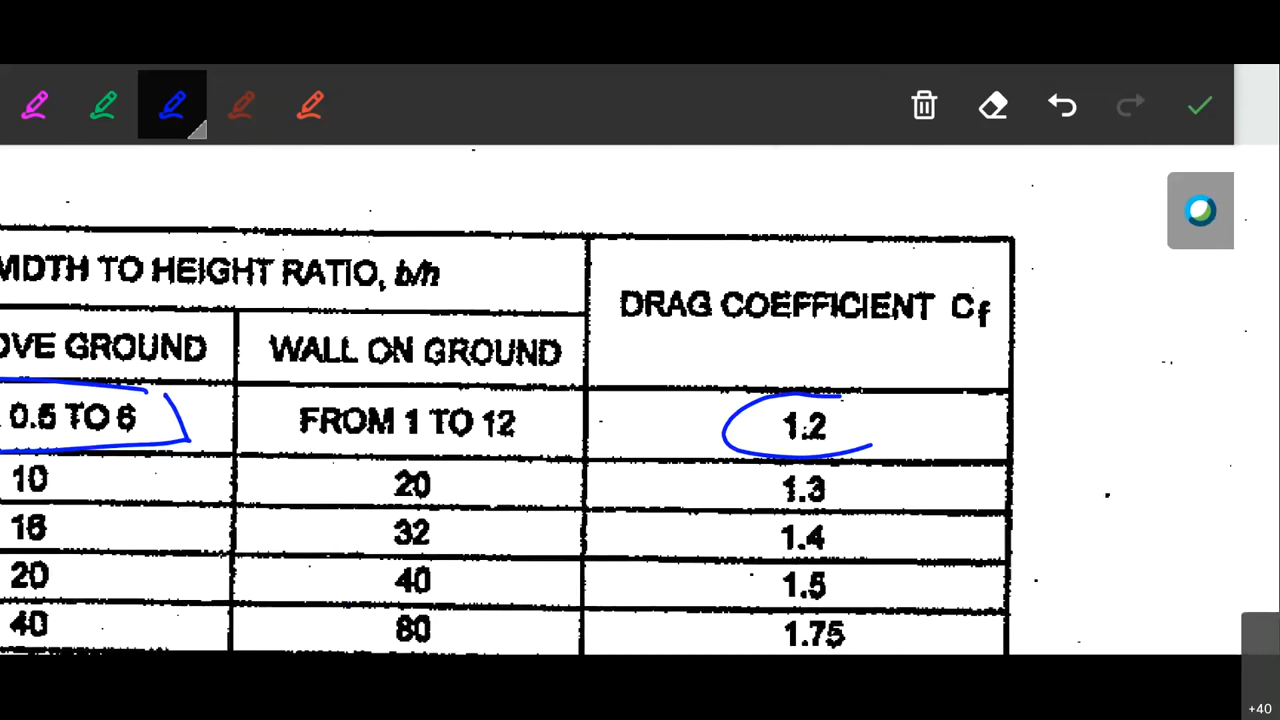 WIDTH TO HEIGHT RATIO, b/h
DRAG COEFFICIENT Cf
OVE GROUND
WALL ON GROUND
0.5 TO 6
FROM 1 TO 12
1.2
10
20
1.3
16
32
1.4
20
40
1.5
40
80
1.75
+40